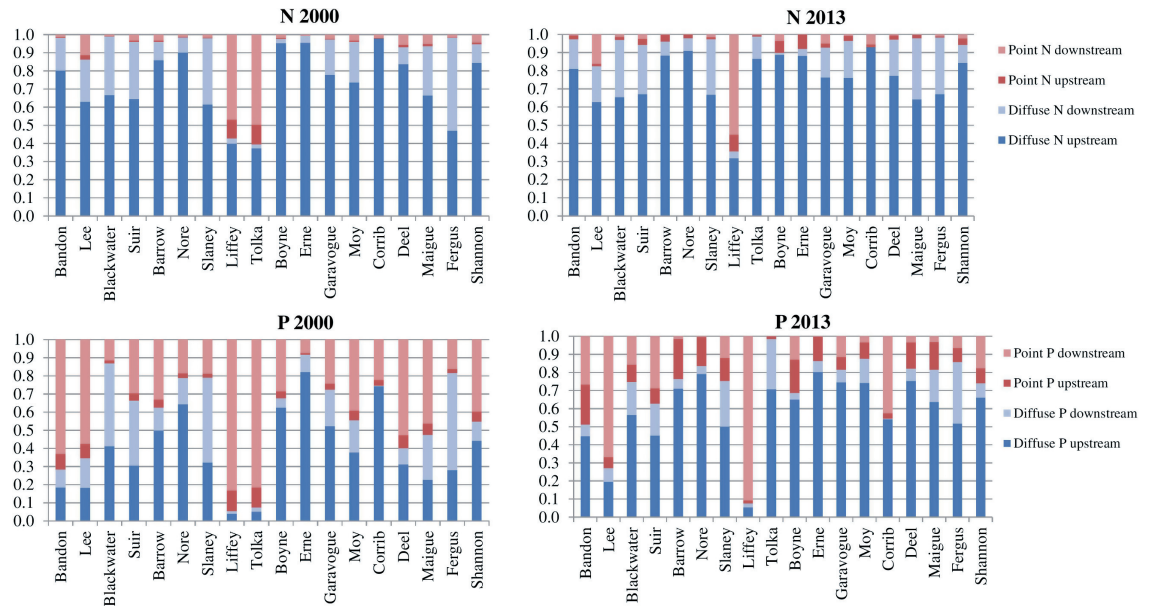 N 2000
1.0
0.9
0.8
0.7
0.6
0.5
0.4
0.3
0.2
0.1
0.0
Bandon
Lee
Blackwater
Suir
Barrow
Nore
Slaney
Liffey
Tolka
Boyne
Erne
Garavogue
Moy
Corrib
Deel
Maigue
Fergus
Shannon
N 2013
1.0
0.9
0.8
0.7
0.6
0.5
0.4
0.3
0.2
0.1
0.0
Bandon
Lee
Blackwater
Suir
Barrow
Nore
Slaney
Liffey
Tolka
Boyne
Erne
Garavogue
Moy
Corrib
Deel
Maigue
Fergus
Shannon
Point N downstream
Point N upstream
Diffuse N downstream
Diffuse N upstream
P 2000
1.0
0.9
0.8
0.7
0.6
0.5
0.4
0.3
0.2
0.1
0.0
Bandon
Lee
Blackwater
Suir
Barrow
Nore
Slaney
Liffey
Tolka
Boyne
Erne
Garavogue
Moy
Corrib
Deel
Maigue
Fergus
Shannon
P 2013
1.0
0.9
0.8
0.7
0.6
0.5
0.4
0.3
0.2
0.1
0.0
Bandon
Lee
Blackwater
Suir
Barrow
Nore
Slaney
Liffey
Tolka
Boyne
Erne
Garavogue
Moy
Corrib
Deel
Maigue
Fergus
Shannon
Point P downstream
Point P upstream
Diffuse P downstream
Diffuse P upstream